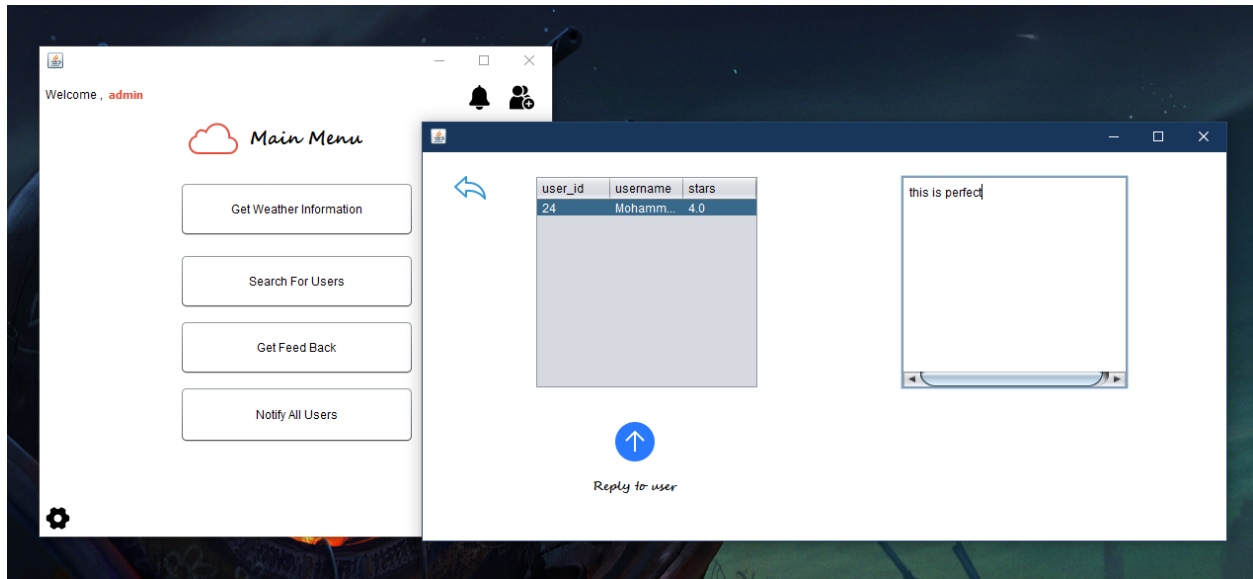 Welcome , admin
Main Menu
Get Weather Information
Search For Users
Get Feed Back
Notify All Users
user_id username stars
24 Mohamm... 4.0
this is perfect
Reply to user